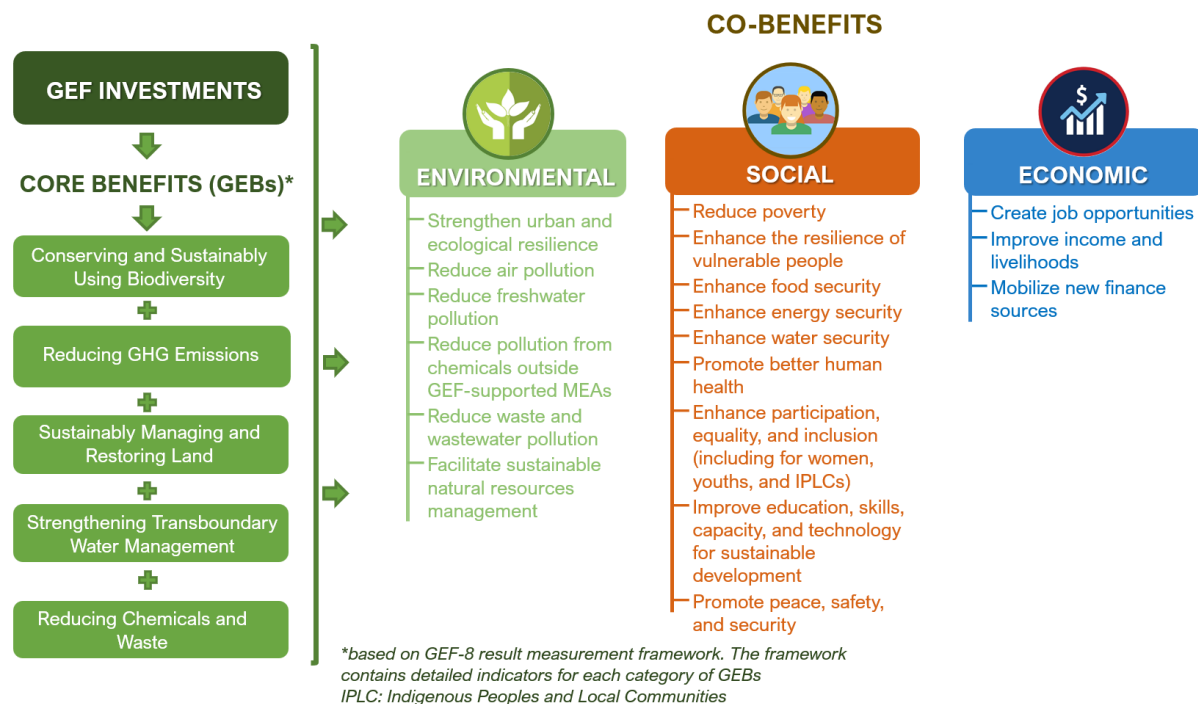 CO-BENEFITS
GEF INVESTMENTS
CORE BENEFITS (GEBs)*
Conserving and Sustainably
Using Biodiversity
Reducing GHG Emissions
Sustainably Managing and
Restoring Land
Strengthening Transboundary
Water Management
Reducing Chemicals and
Waste
ENVIRONMENTAL
Strengthen urban and
ecological resilience
Reduce air pollution
Reduce freshwater
pollution
Reduce pollution from
chemicals outside
GEF-supported MEAs
Reduce waste and
wastewater pollution
Facilitate sustainable
natural resources
management
SOCIAL
Reduce poverty
Enhance the resilience of
vulnerable people
Enhance food security
Enhance energy security
Enhance water security
Promote better human
health
Enhance participation,
equality, and inclusion
(including for women,
youths, and IPLCs)
Improve education, skills,
capacity, and technology
for sustainable
development
Promote peace, safety,
and security
$
ECONOMIC
Create job opportunities
Improve income and
livelihoods
Mobilize new finance
sources
*based on GEF-8 result measurement framework. The framework
contains detailed indicators for each category of GEBs
IPLC: Indigenous Peoples and Local Communities